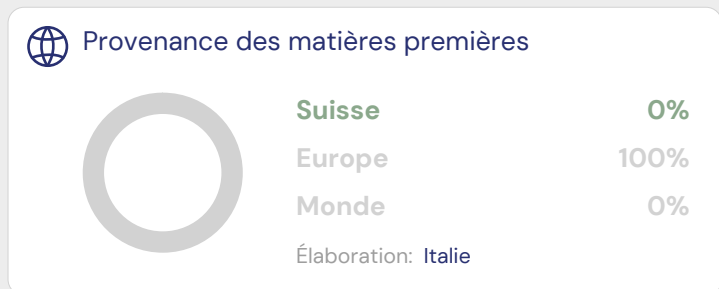 Provenance des matières premières
Suisse 0%
Europe 100%
Monde 0%
Élaboration: Italie